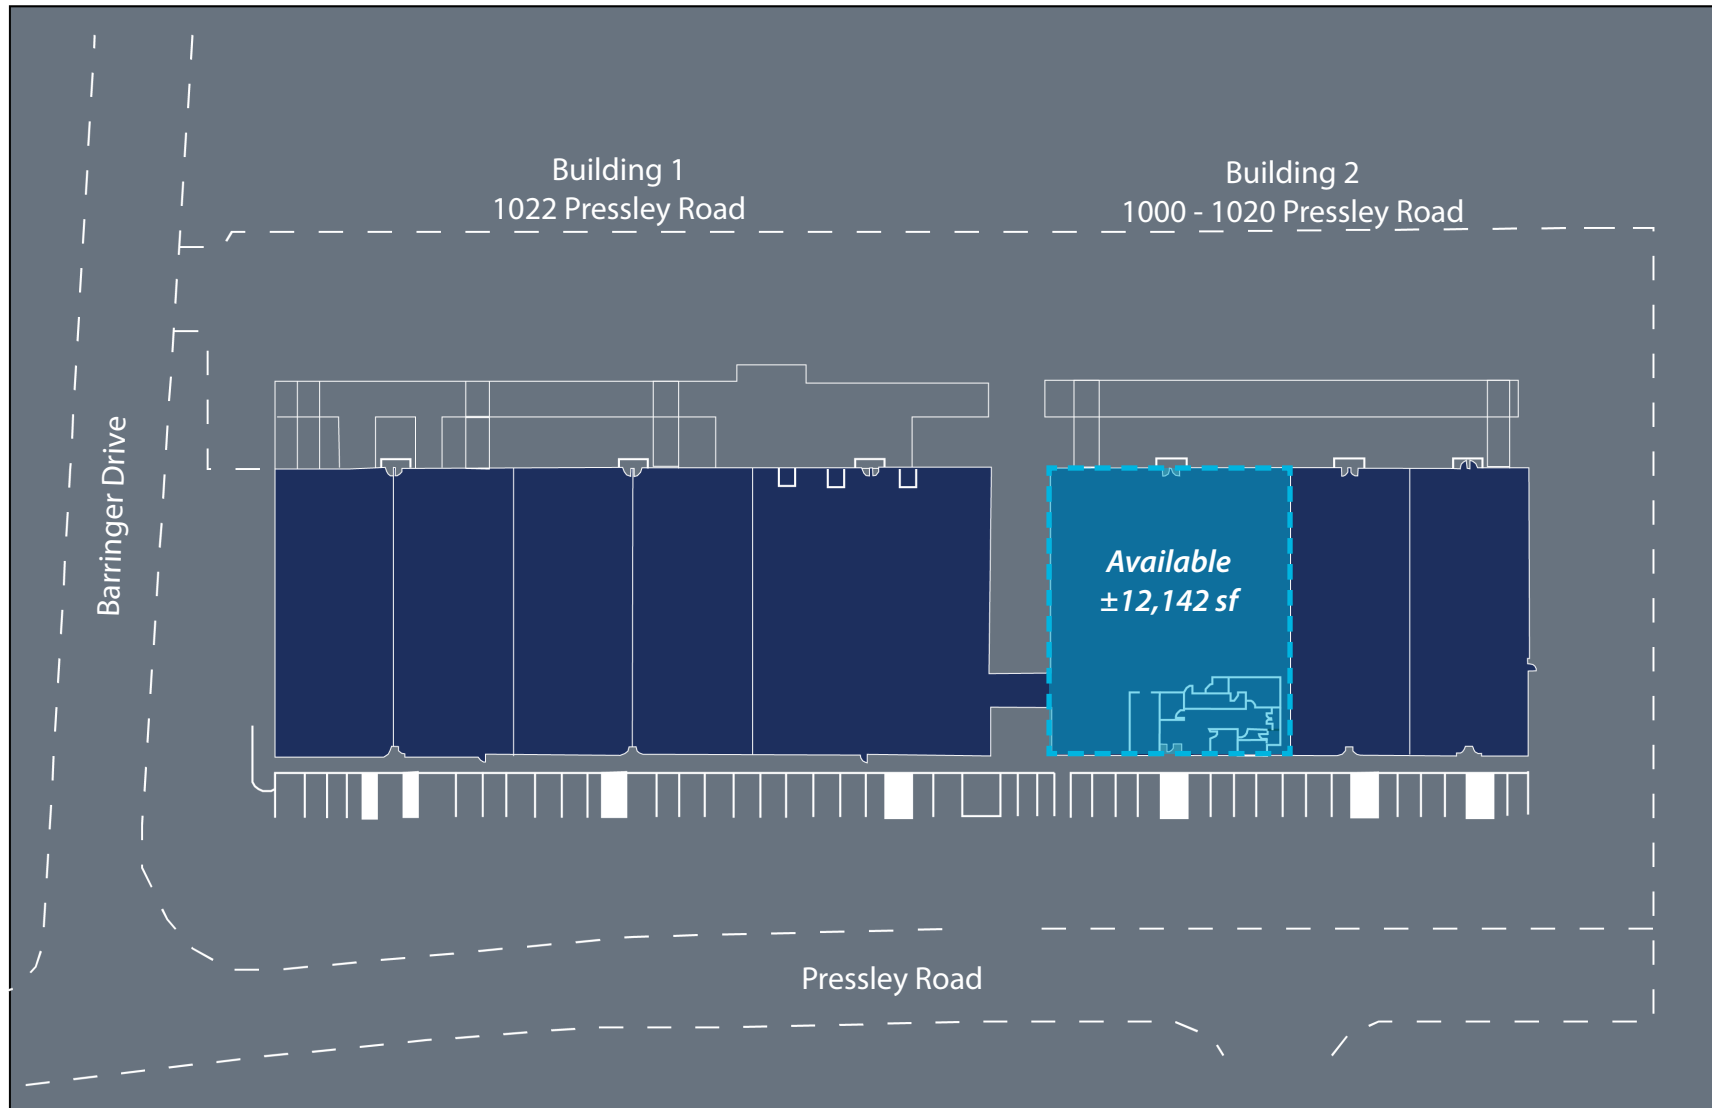 Building 1
1022 Pressley Road
Building 2
1000 - 1020 Pressley Road
Barringer Drive
Available
±12,142 sf
Pressley Road